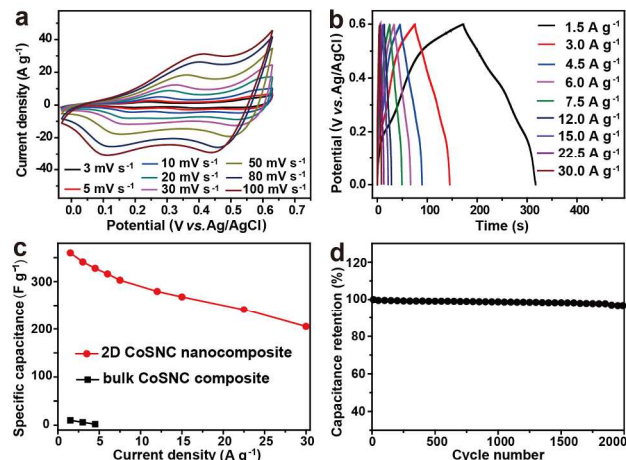 a
Current density (A g⁻¹)
40
20
0
-20
-40
3 mV s⁻¹
10 mV s⁻¹
50 mV s⁻¹
20 mV s⁻¹
80 mV s⁻¹
5 mV s⁻¹
30 mV s⁻¹
100 mV s⁻¹
0.0 0.1 0.2 0.3 0.4 0.5 0.6 0.7
Potential (V vs.Ag/AgCl)
b
Potential (V vs. Ag/AgCl)
0.6
0.4
0.2
0.0
1.5 A g⁻¹
3.0 A g⁻¹
4.5 A g⁻¹
6.0 A g⁻¹
7.5 A g⁻¹
12.0 A g⁻¹
15.0 A g⁻¹
22.5 A g⁻¹
30.0 A g⁻¹
0 100 200 300 400
Time (s)
c
Specific capacitance (F g⁻¹)
300
150
0
2D CoSNC nanocomposite
bulk CoSNC composite
0 5 10 15 20 25 30
Current density (A g⁻¹)
d
Capacitance retention (%)
120
100
80
60
40
0 500 1000 1500 2000
Cycle number